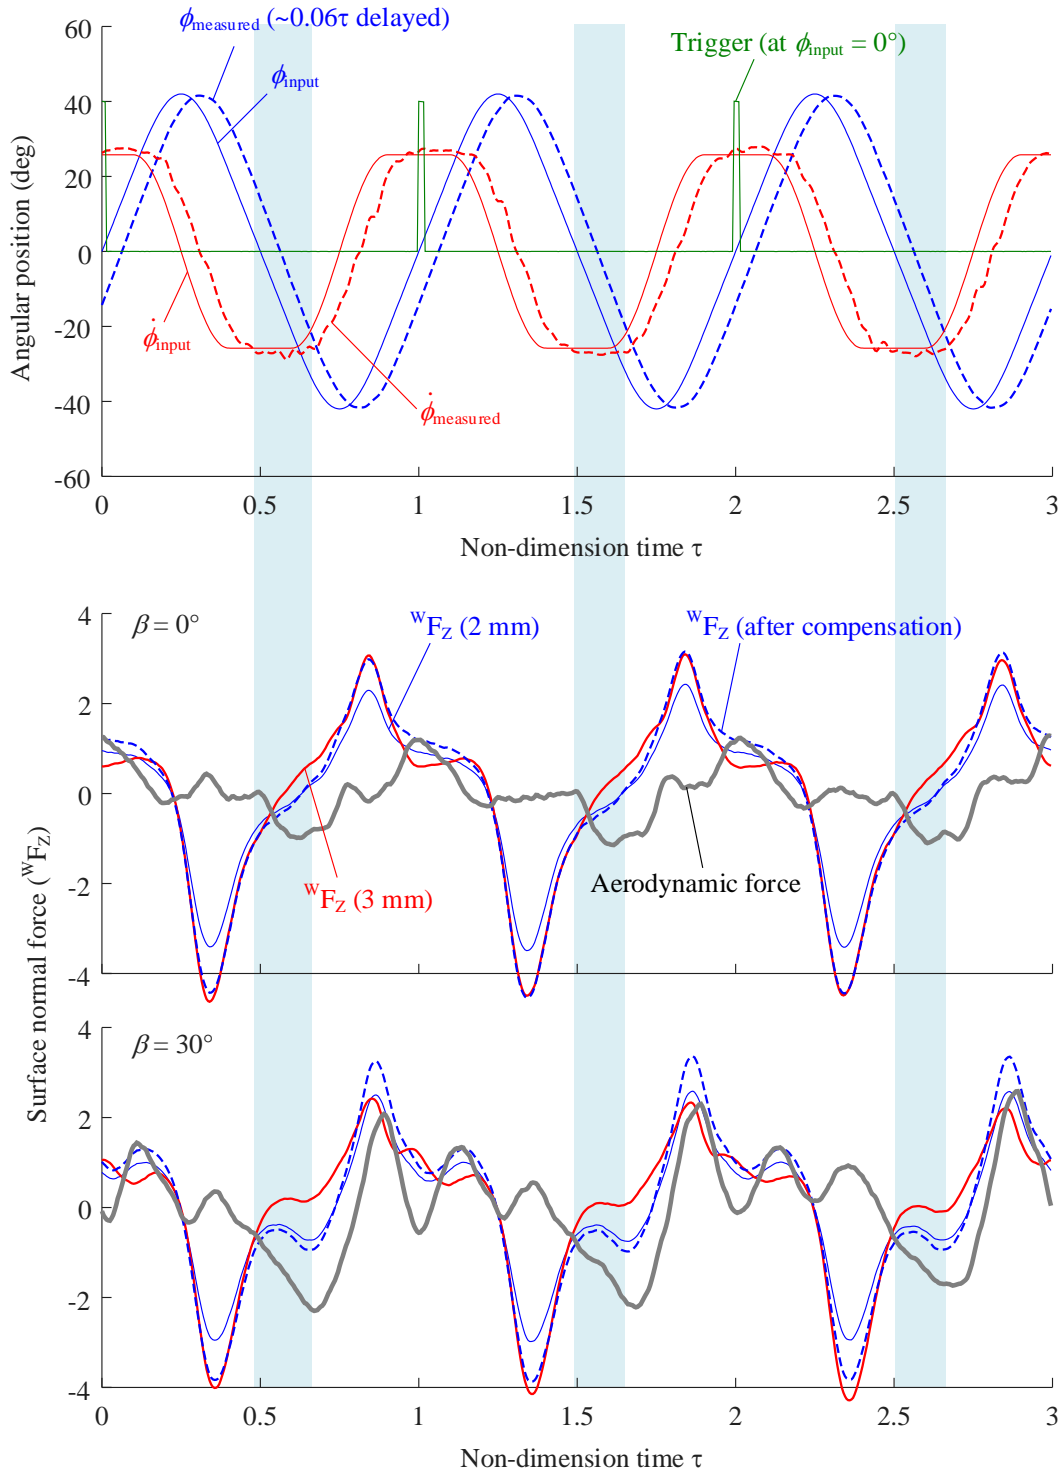 ϕmeasured (~0.06τ delayed)
Trigger (at ϕinput = 0°)
ϕinput
60
40
20
0
-20
-40
-60
Angular position (deg)
ϕ̇input
ϕ̇measured
0 0.5 1 1.5 2 2.5 3
Non-dimension time τ
β = 0°
WFZ (2 mm)
WFZ (after compensation)
4
2
0
-2
-4
WFZ (3 mm)
Aerodynamic force
Surface normal force (WFZ)
β = 30°
4
2
0
-2
-4
0 0.5 1 1.5 2 2.5 3
Non-dimension time τ